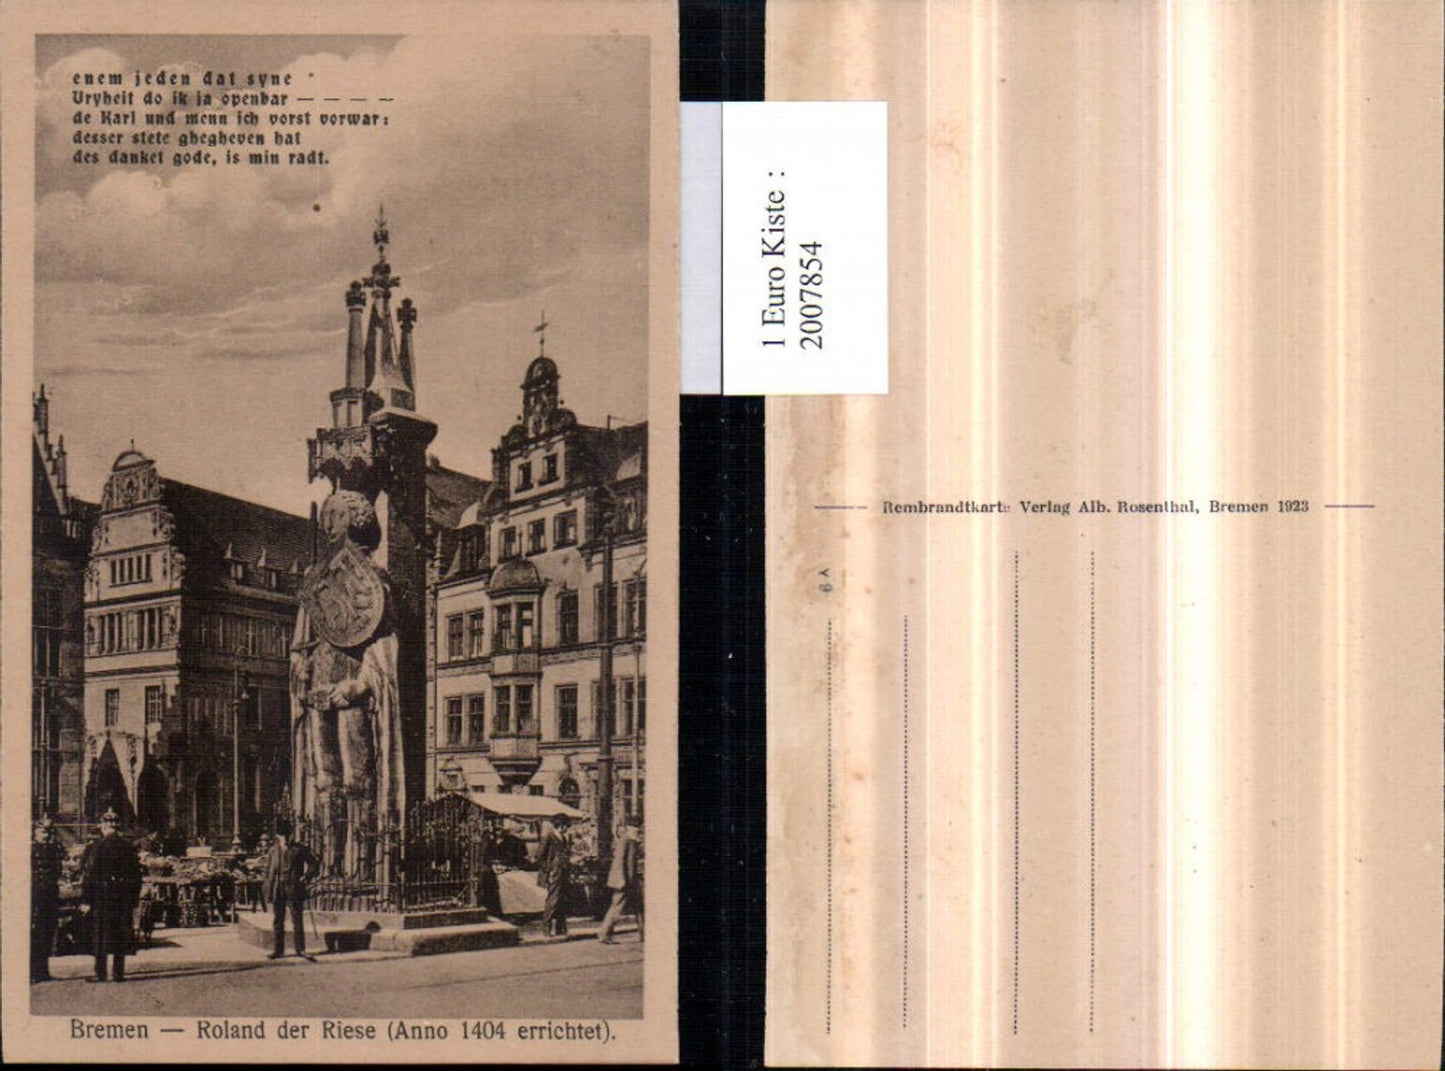 enem jeden dat syne
Vryheit do ik ja openbar — — — —
de Karl und menn ich vorst vorwar:
desser stete ghegheven hat
des danket gode, is min radt.
Bremen — Roland der Riese (Anno 1404 errichtet).
1 Euro Kiste :
2007854
Rembrandtkarte Verlag Alb. Rosenthal, Bremen 1923